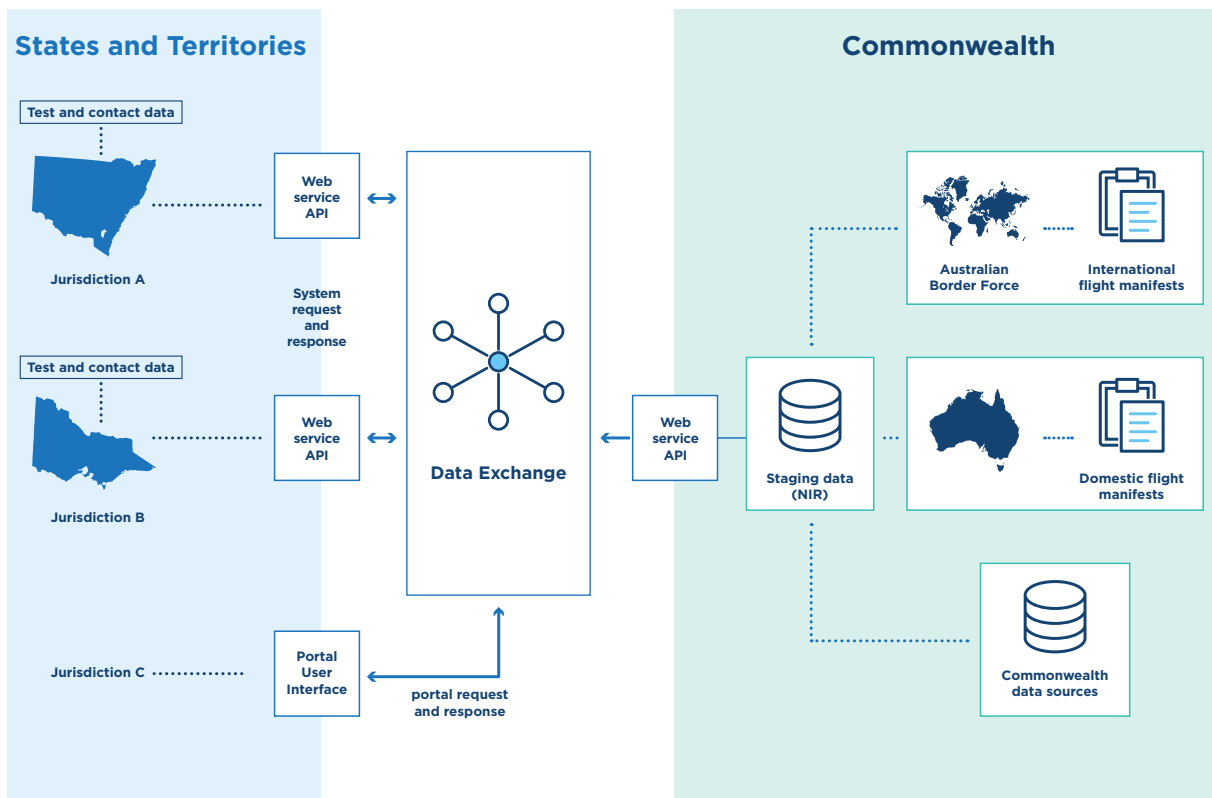 States and Territories
Commonwealth
Test and contact data
Jurisdiction A
Web
service
API
System
request
and
response
Test and contact data
Jurisdiction B
Web
service
API
Jurisdiction C
Portal
User
Interface
portal request
and response
Data Exchange
Web
service
API
Staging data
(NIR)
Australian
Border Force
International
flight manifests
Domestic flight
manifests
Commonwealth
data sources